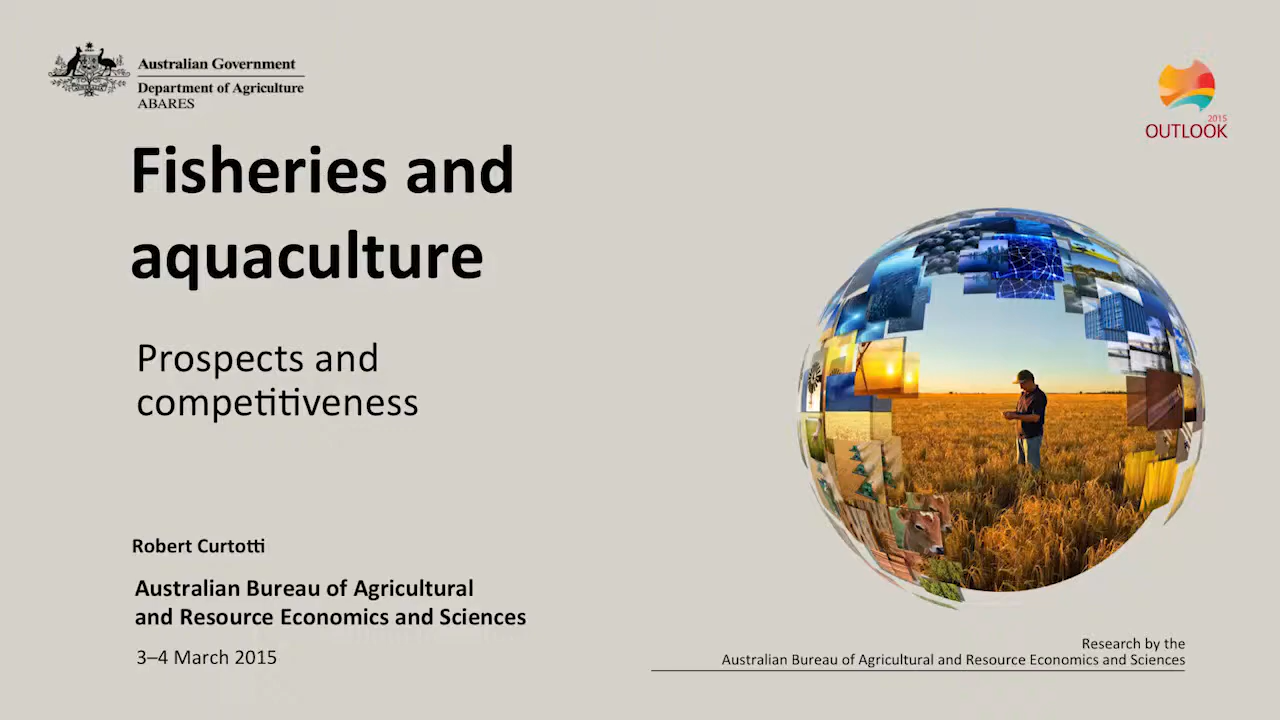 Australian Government
Department of Agriculture
ABARES
2015
OUTLOOK
Fisheries and
aquaculture
Prospects and
competitiveness
Robert Curtotti
Australian Bureau of Agricultural
and Resource Economics and Sciences
3–4 March 2015
Research by the
Australian Bureau of Agricultural and Resource Economics and Sciences